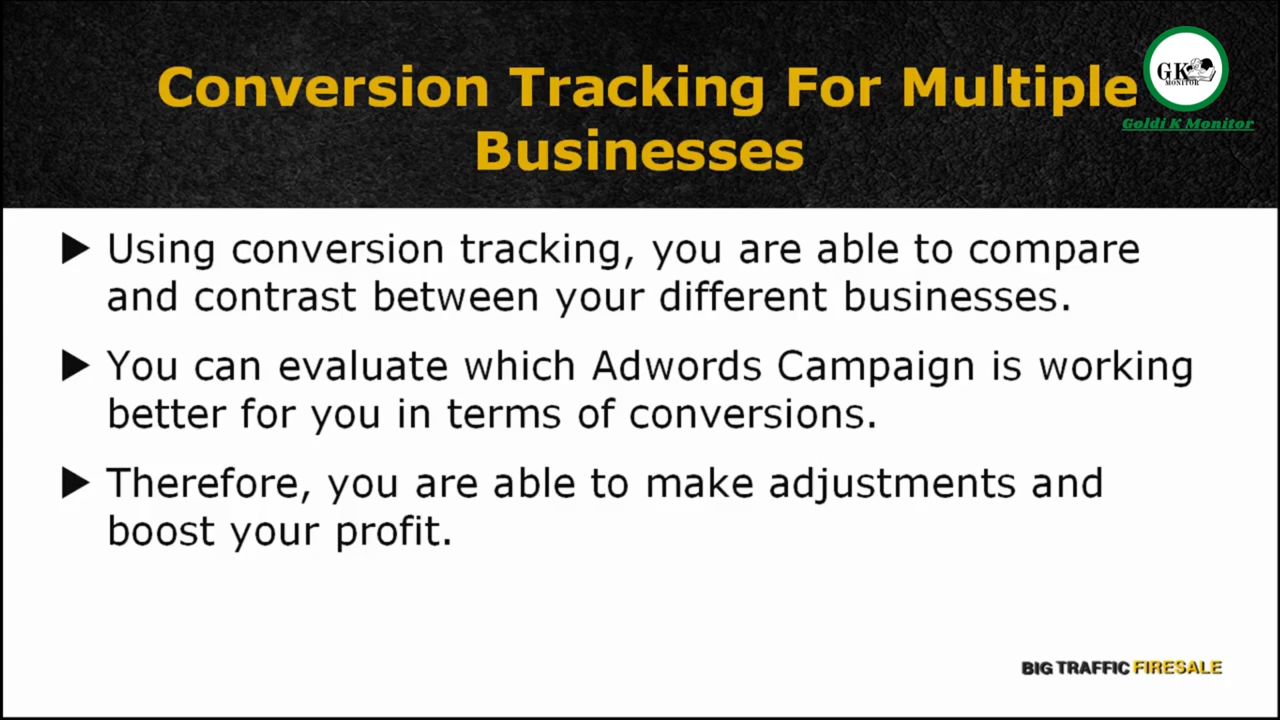 Conversion Tracking For Multiple
Businesses
GK
MONITOR
Goldi K Monitor
▶ Using conversion tracking, you are able to compare
and contrast between your different businesses.
▶ You can evaluate which Adwords Campaign is working
better for you in terms of conversions.
▶ Therefore, you are able to make adjustments and
boost your profit.
BIG TRAFFIC FIRESALE